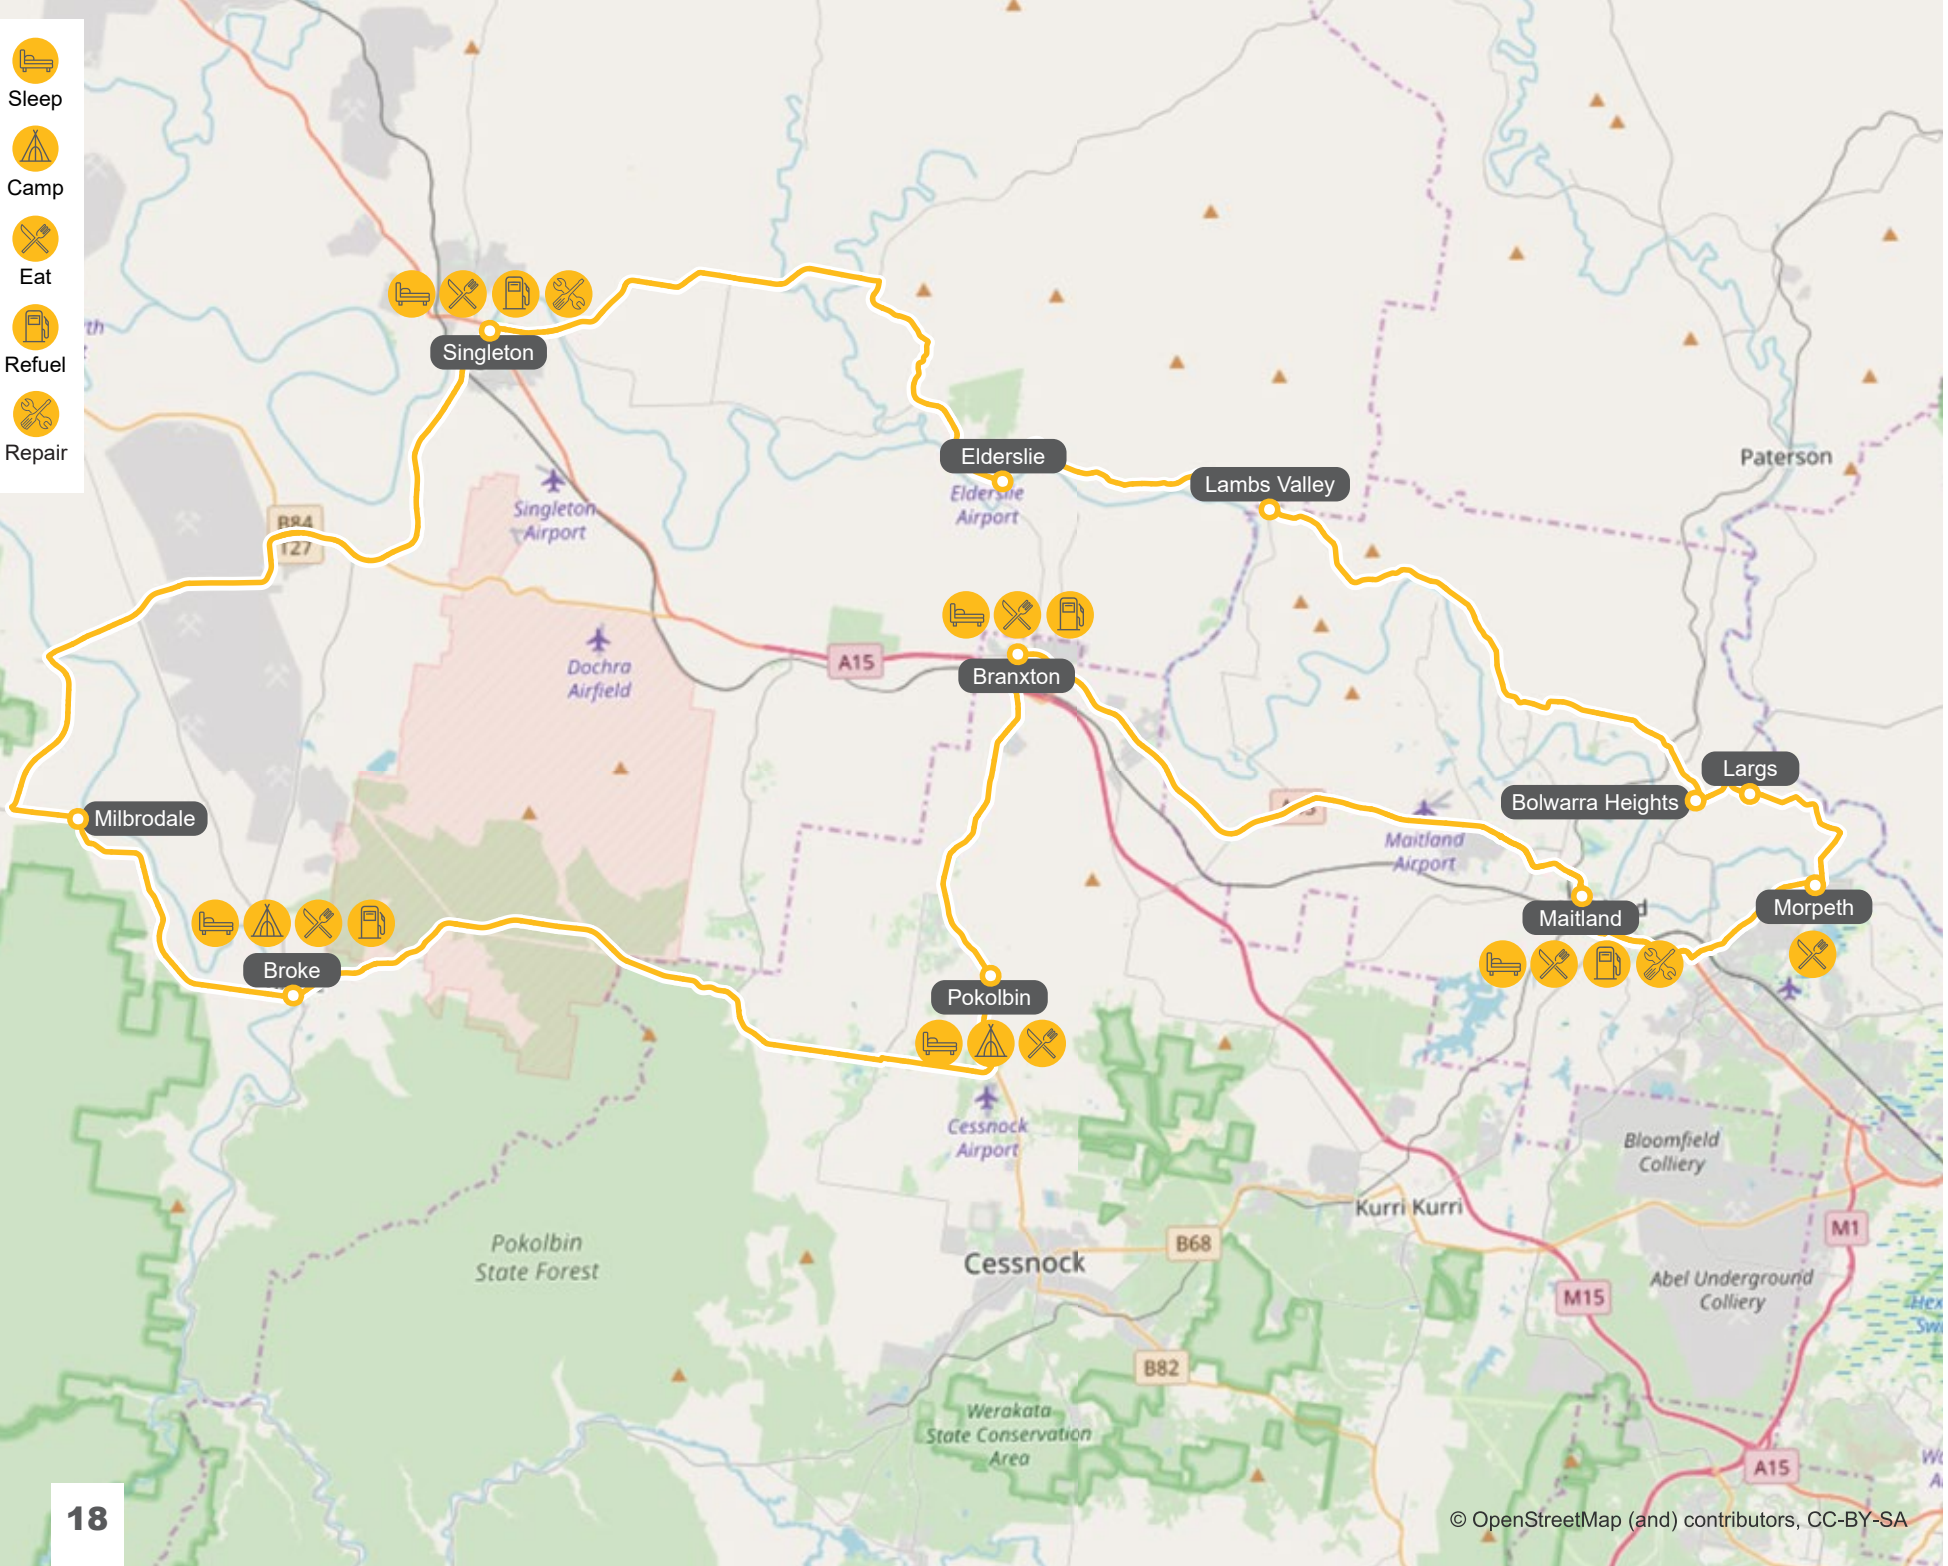 Sleep
Camp
Eat
Refuel
Repair
Singleton
Elderslie
Elderslie
Airport
Lambs Valley
Paterson
Singleton
Airport
B84
Dochra
Airfield
A15
Branxton
Largs
Bolwarra Heights
Milbrodale
Maitland
Airport
Maitland
Morpeth
Broke
Pokolbin
Cessnock
Airport
Bloomfield
Colliery
Kurri Kurri
Pokolbin
State Forest
Cessnock
B68
M1
Abel Underground
Colliery
M15
B82
Werakata
State Conservation
Area
A15
18
© OpenStreetMap (and) contributors, CC-BY-SA